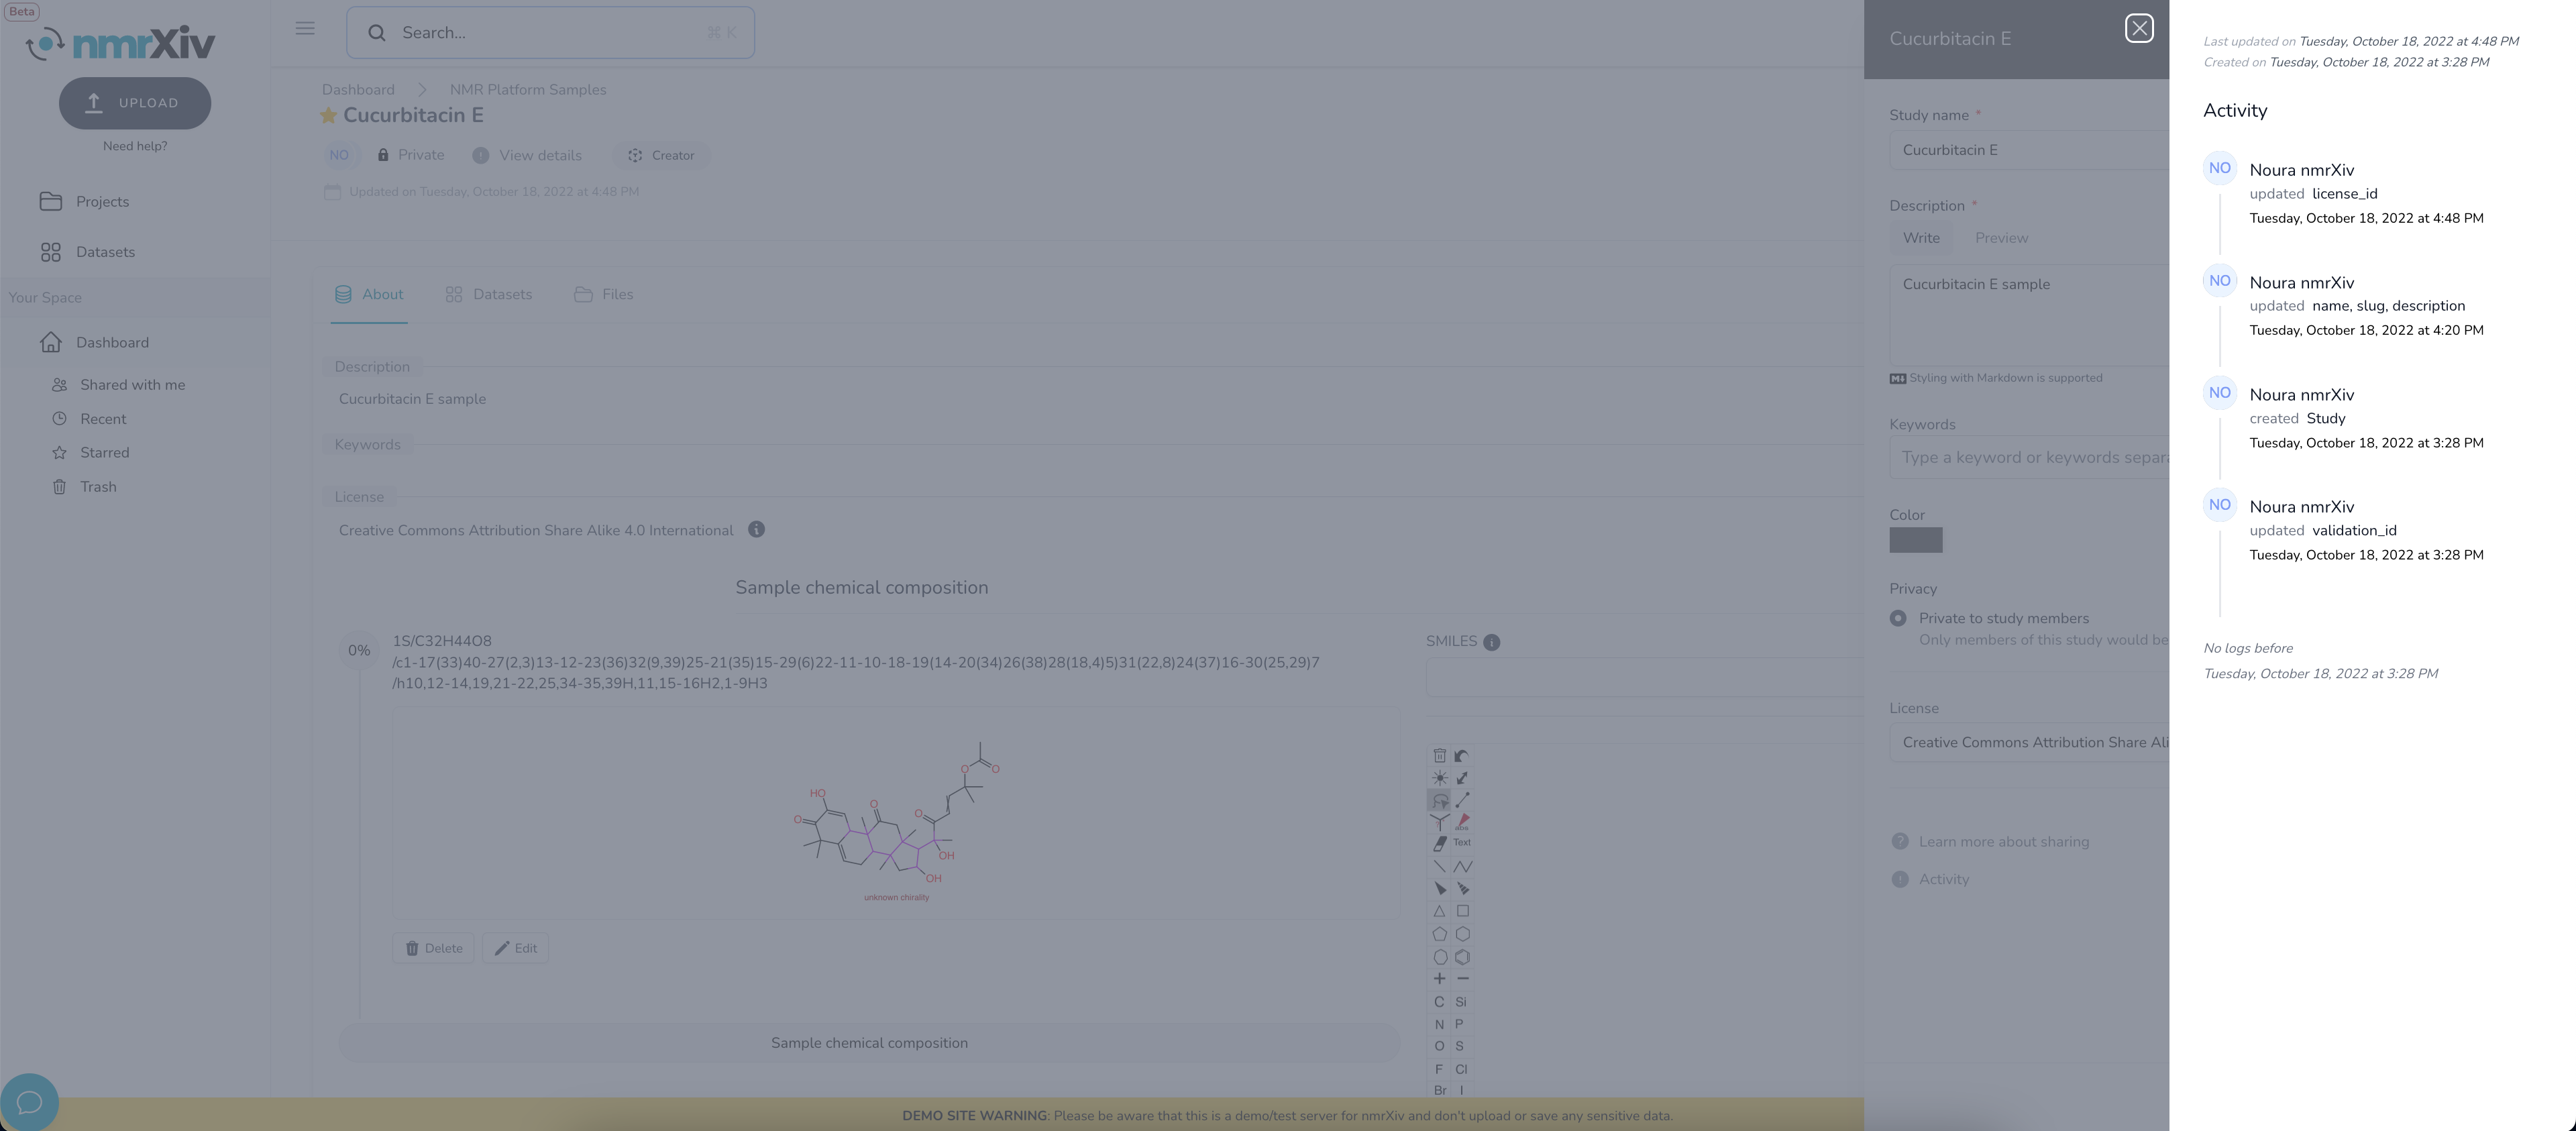 Beta
nmrXiv
UPLOAD
Need help?
Projects
Datasets
Your Space
Dashboard
Shared with me
Recent
Starred
Trash
Search...
⌘ K
Dashboard
NMR Platform Samples
Cucurbitacin E
NO
Private
View details
Creator
Updated on Tuesday, October 18, 2022 at 4:48 PM
About
Datasets
Files
Description
Cucurbitacin E sample
Keywords
License
Creative Commons Attribution Share Alike 4.0 International
Sample chemical composition
0%
1S/C32H44O8
/c1-17(33)40-27(2,3)13-12-23(36)32(9,39)25-21(35)15-29(6)22-11-10-18-19(14-20(34)26(38)28(18,4)5)31(22,8)24(37)16-30(25,29)7
/h10,12-14,19,21-22,25,34-35,39H,11,15-16H2,1-9H3
O
O
HO
O
O
O
OH
OH
unknown chirality
Delete
Edit
Sample chemical composition
SMILES
Text
C Si
N P
O S
F Cl
Br I
DEMO SITE WARNING: Please be aware that this is a demo/test server for nmrXiv and don't upload or save any sensitive data.
Cucurbitacin E
Study name *
Cucurbitacin E
Description *
Write
Preview
Cucurbitacin E sample
Styling with Markdown is supported
Keywords
Type a keyword or keywords separa
Color
Privacy
Private to study members
Only members of this study would be
License
Creative Commons Attribution Share Ali
Learn more about sharing
Activity
Last updated on Tuesday, October 18, 2022 at 4:48 PM
Created on Tuesday, October 18, 2022 at 3:28 PM
Activity
NO
Noura nmrXiv
updated license_id
Tuesday, October 18, 2022 at 4:48 PM
NO
Noura nmrXiv
updated name, slug, description
Tuesday, October 18, 2022 at 4:20 PM
NO
Noura nmrXiv
created Study
Tuesday, October 18, 2022 at 3:28 PM
NO
Noura nmrXiv
updated validation_id
Tuesday, October 18, 2022 at 3:28 PM
No logs before
Tuesday, October 18, 2022 at 3:28 PM